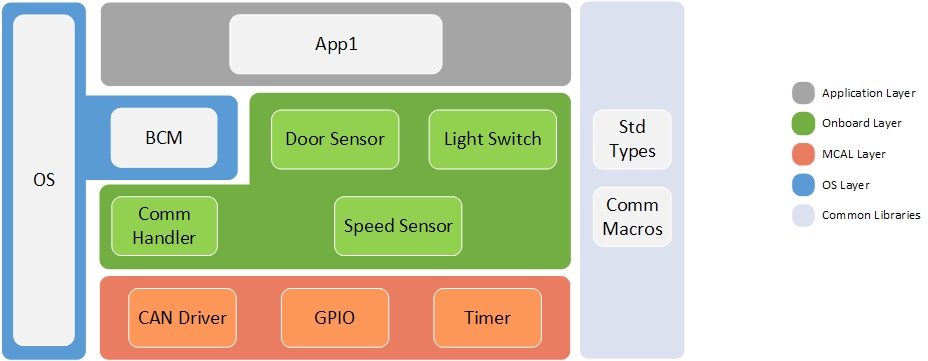 OS
App1
BCM
Door Sensor
Light Switch
Comm
Handler
Speed Sensor
CAN Driver
GPIO
Timer
Std
Types
Comm
Macros
Application Layer
Onboard Layer
MCAL Layer
OS Layer
Common Libraries